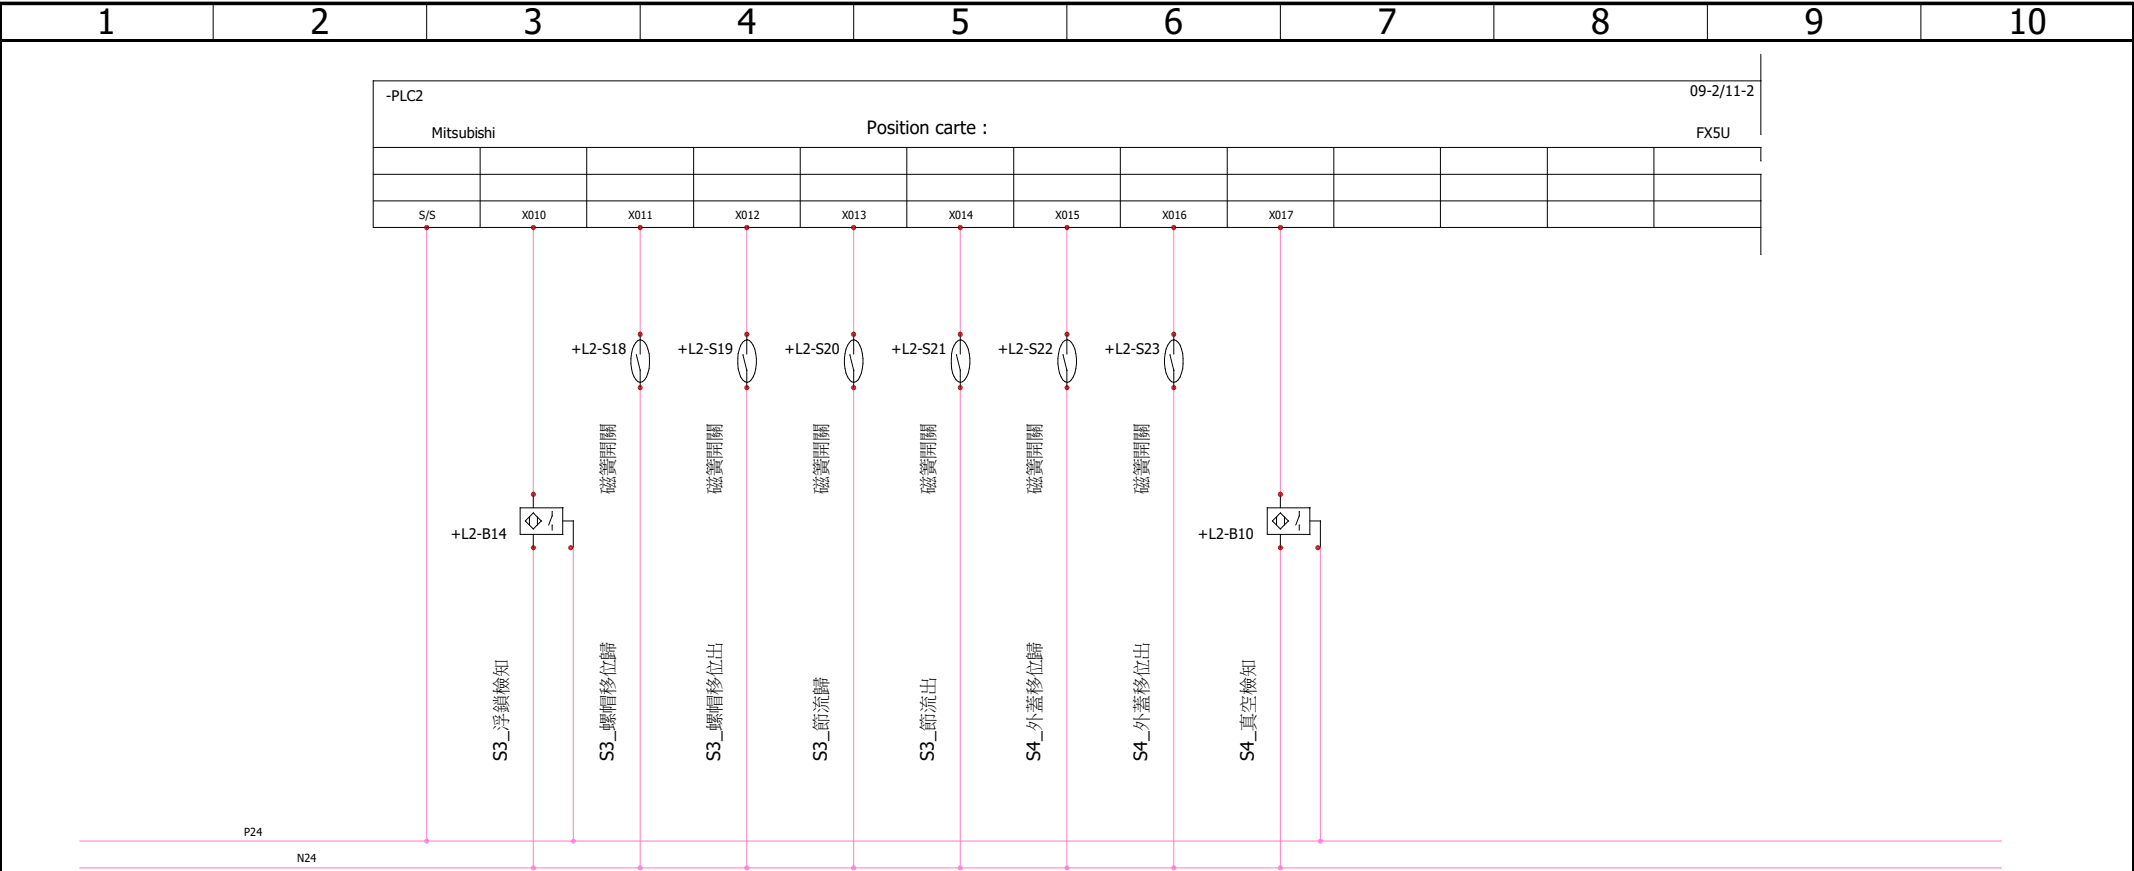 1 2 3 4 5 6 7 8 9 10
-PLC2 09-2/11-2
Mitsubishi Position carte : FX5U
S/S X010 X011 X012 X013 X014 X015 X016 X017
+L2-S18 +L2-S19 +L2-S20 +L2-S21 +L2-S22 +L2-S23
磁簧開關 磁簧開關 磁簧開關 磁簧開關 磁簧開關 磁簧開關
+L2-B14 +L2-B10
S3_浮鎖檢知
S3_螺帽移位歸
S3_螺帽移位出
S3_節流歸
S3_節流出
S4_外蓋移位歸
S4_外蓋移位出
S4_真空檢知
P24
N24